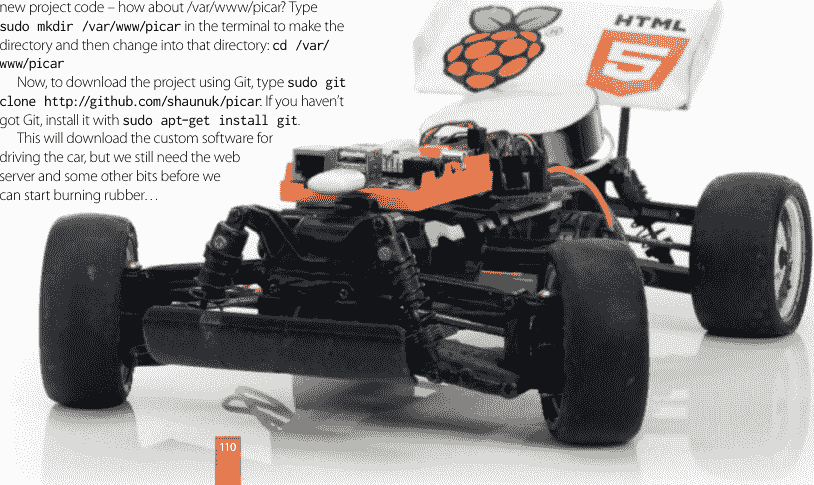 new project code – how about /var/www/picar? Type
sudo mkdir /var/www/picar in the terminal to make the
directory and then change into that directory: cd /var/
www/picar
Now, to download the project using Git, type sudo git
clone http://github.com/shaunuk/picar. If you haven't
got Git, install it with sudo apt-get install git.
This will download the custom software for
driving the car, but we still need the web
server and some other bits before we
can start burning rubber…
HTML
5
®
110